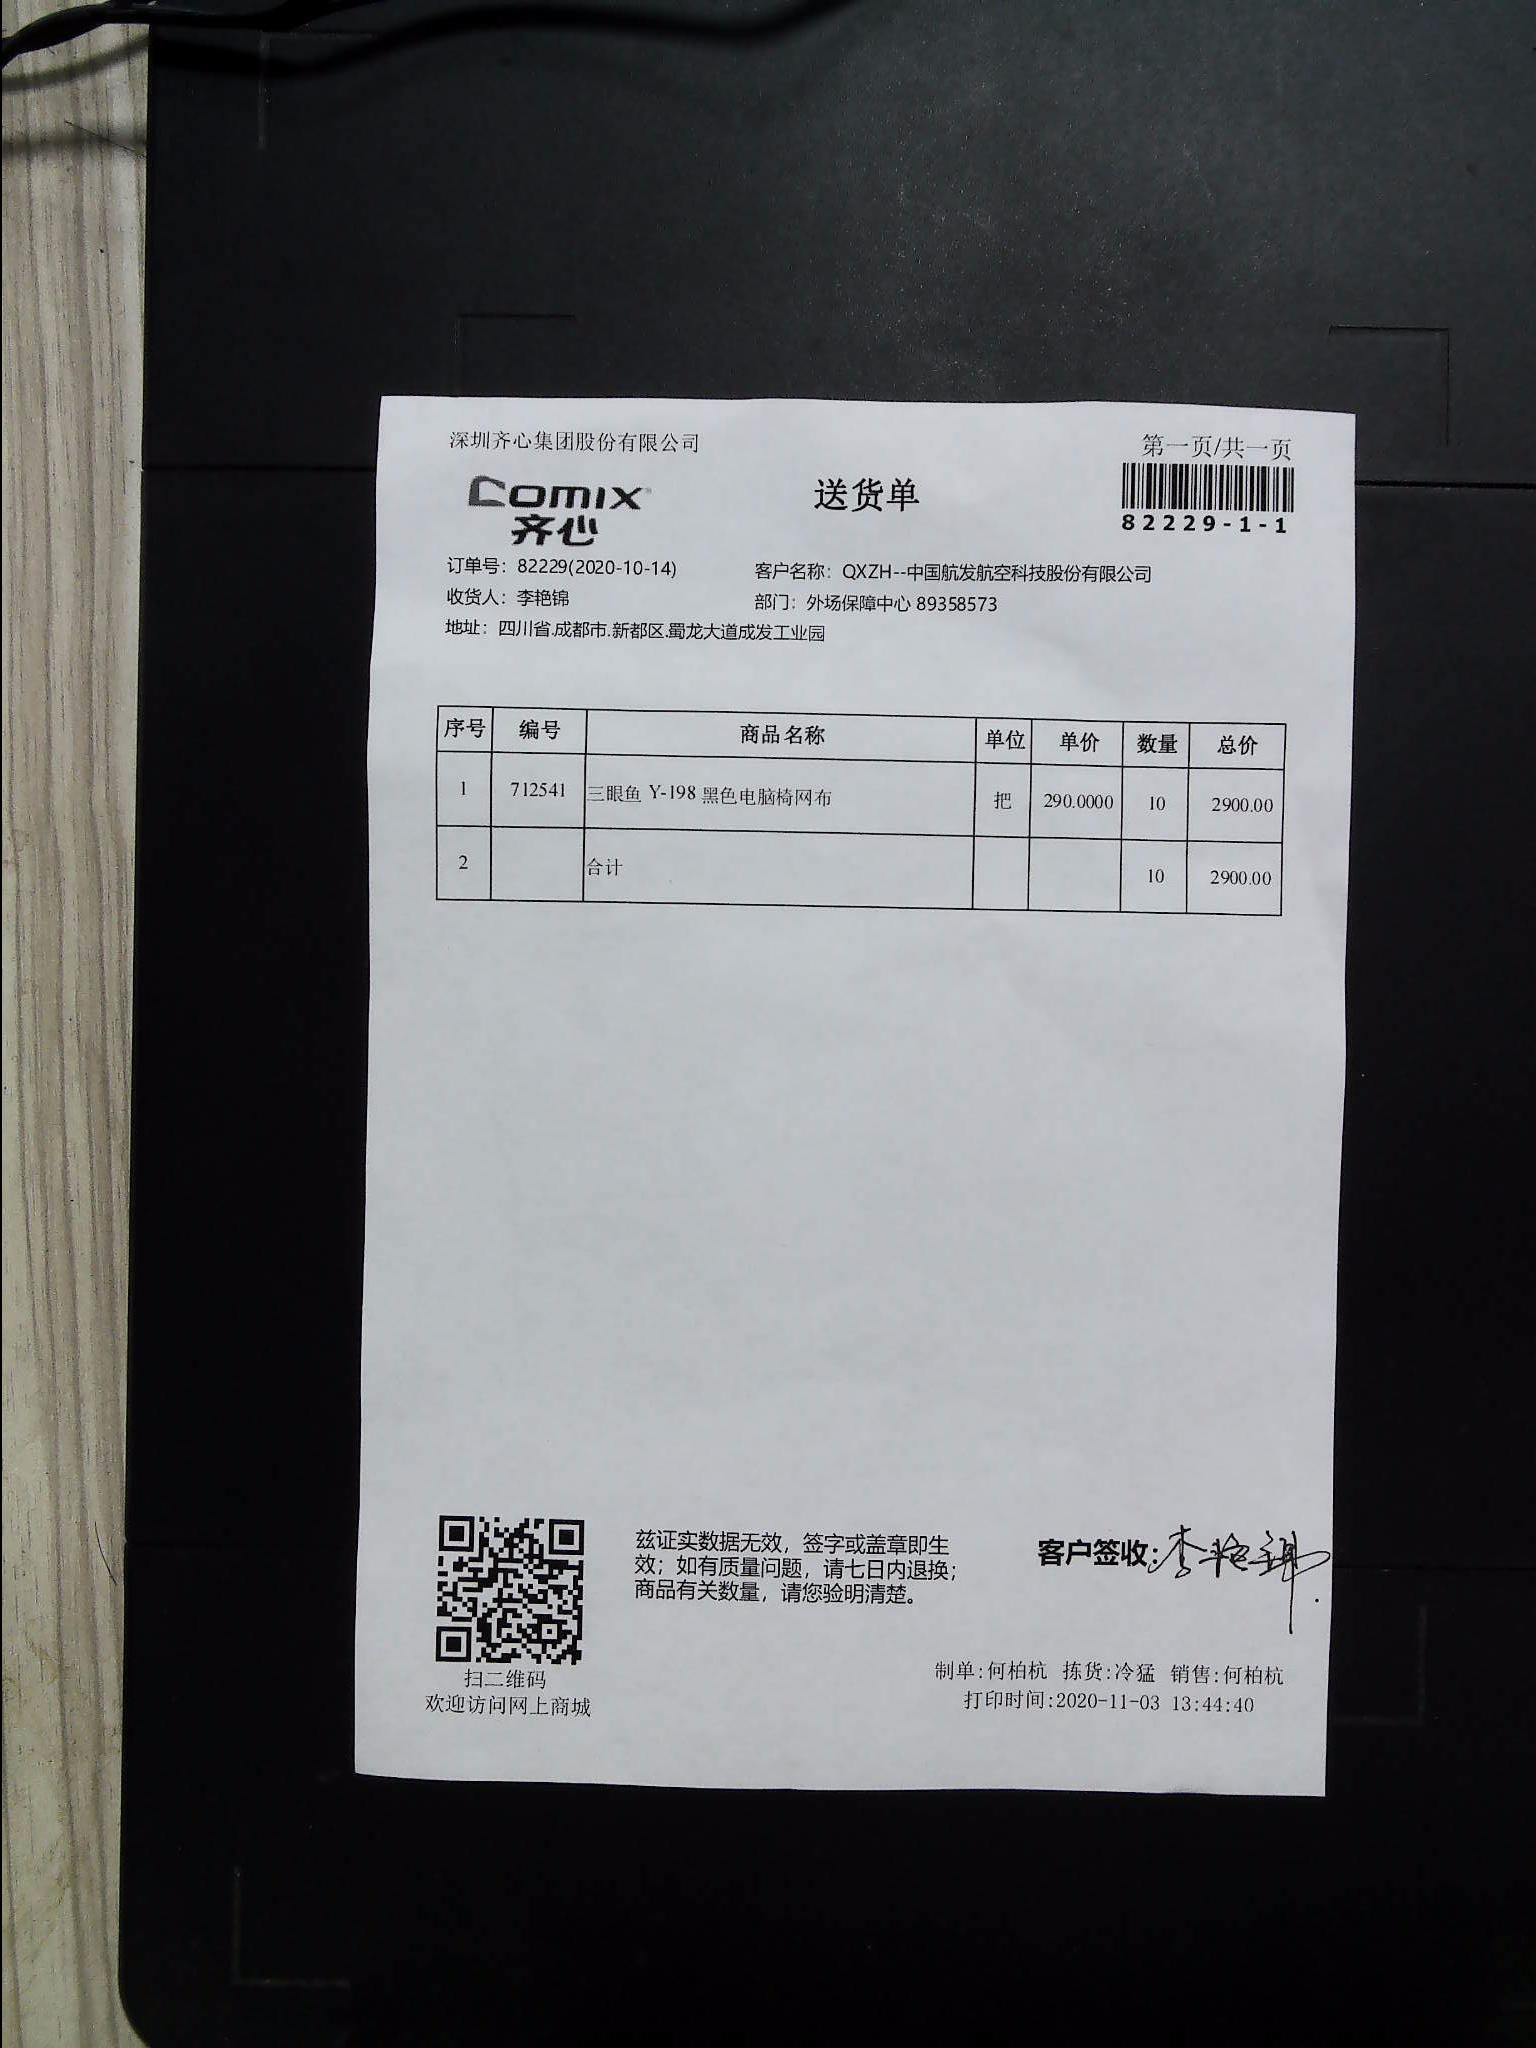 深圳齐心集团股份有限公司
第一页/共一页
comix
齐心
送货单
82229-1-1
订单号：82229(2020-10-14)
客户名称：QXZH--中国航发航空科技股份有限公司
收货人：李艳锦
部门：外场保障中心 89358573
地址：四川省.成都市.新都区.蜀龙大道成发工业园
序号 编号 商品名称 单位 单价 数量 总价
1 712541 三眼鱼 Y-198 黑色电脑椅网布 把 290.0000 10 2900.00
2 合计 10 2900.00
兹证实数据无效，签字或盖章即生
效；如有质量问题，请七日内退换；
商品有关数量，请您验明清楚。
客户签收：李艳锦
扫二维码
欢迎访问网上商城
制单:何柏杭 拣货:冷猛 销售:何柏杭
打印时间:2020-11-03 13:44:40